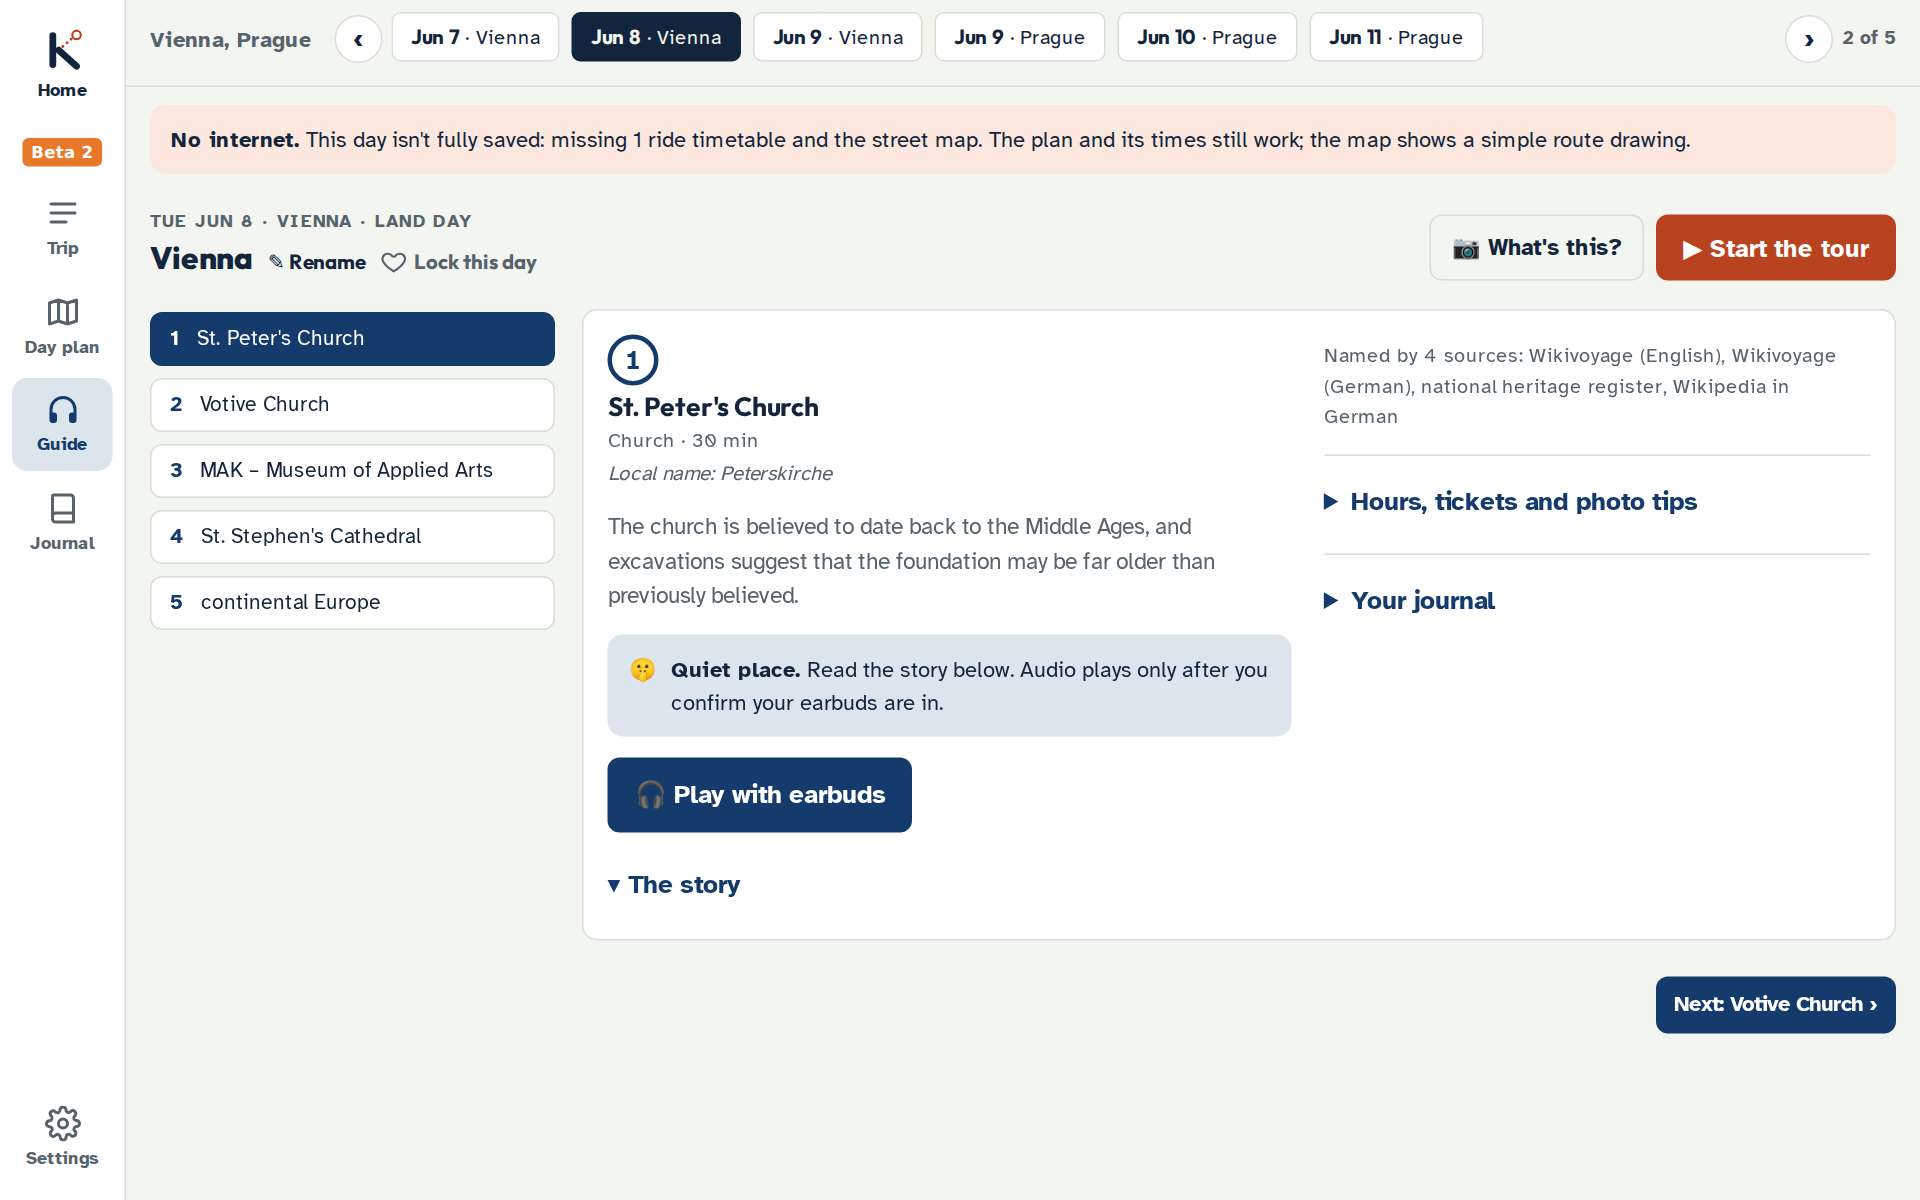 Home
Beta 2
Trip
Day plan
Guide
Journal
Settings
Vienna, Prague
‹
Jun 7 · Vienna
Jun 8 · Vienna
Jun 9 · Vienna
Jun 9 · Prague
Jun 10 · Prague
Jun 11 · Prague
›
2 of 5
No internet. This day isn't fully saved: missing 1 ride timetable and the street map. The plan and its times still work; the map shows a simple route drawing.
TUE JUN 8 · VIENNA · LAND DAY
Vienna ✎ Rename Lock this day
📷 What's this?
▶ Start the tour
1 St. Peter's Church
2 Votive Church
3 MAK – Museum of Applied Arts
4 St. Stephen's Cathedral
5 continental Europe
1
St. Peter's Church
Church · 30 min
Local name: Peterskirche
The church is believed to date back to the Middle Ages, and
excavations suggest that the foundation may be far older than
previously believed.
🤫 Quiet place. Read the story below. Audio plays only after you
confirm your earbuds are in.
🎧 Play with earbuds
▼ The story
Named by 4 sources: Wikivoyage (English), Wikivoyage
(German), national heritage register, Wikipedia in
German
▶ Hours, tickets and photo tips
▶ Your journal
Next: Votive Church ›